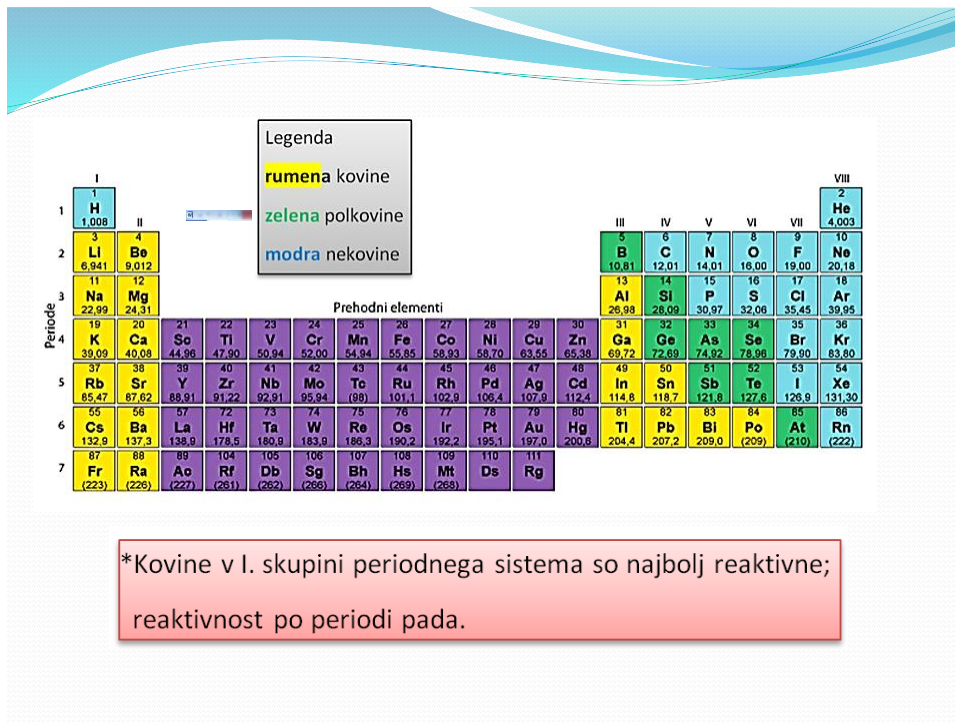 Legenda
rumena kovine
zelena polkovine
modra nekovine
I VIII
1 2
1 H He
1,008 II III IV V VI VII 4,003
3 4 5 6 7 8 9 10
2 Li Be B C N O F Ne
6,941 9,012 10,81 12,01 14,01 16,00 19,00 20,18
11 12 13 14 15 16 17 18
3 Na Mg Al Si P S Cl Ar
22,99 24,31 Prehodni elementi 26,98 28,09 30,97 32,06 35,45 39,95
Periode
19 20 21 22 23 24 25 26 27 28 29 30 31 32 33 34 35 36
4 K Ca Sc Ti V Cr Mn Fe Co Ni Cu Zn Ga Ge As Se Br Kr
39,09 40,08 44,96 47,90 50,94 52,00 54,94 55,85 58,93 58,70 63,55 65,38 69,72 72,69 74,92 78,96 79,90 83,80
37 38 39 40 41 42 43 44 45 46 47 48 49 50 51 52 53 54
5 Rb Sr Y Zr Nb Mo Tc Ru Rh Pd Ag Cd In Sn Sb Te I Xe
85,47 87,62 88,91 91,22 92,91 95,94 (98) 101,1 102,9 106,4 107,9 112,4 114,8 118,7 121,8 127,6 126,9 131,30
55 56 57 72 73 74 75 76 77 78 79 80 81 82 83 84 85 86
6 Cs Ba La Hf Ta W Re Os Ir Pt Au Hg Tl Pb Bi Po At Rn
132,9 137,3 138,9 178,5 180,9 183,9 186,3 190,2 192,2 195,1 197,0 200,6 204,4 207,2 209,0 (209) (210) (222)
87 88 89 104 105 106 107 108 109 110 111
7 Fr Ra Ac Rf Db Sg Bh Hs Mt Ds Rg
(223) (226) (227) (261) (262) (266) (264) (269) (268)
*Kovine v I. skupini periodnega sistema so najbolj reaktivne;
reaktivnost po periodi pada.